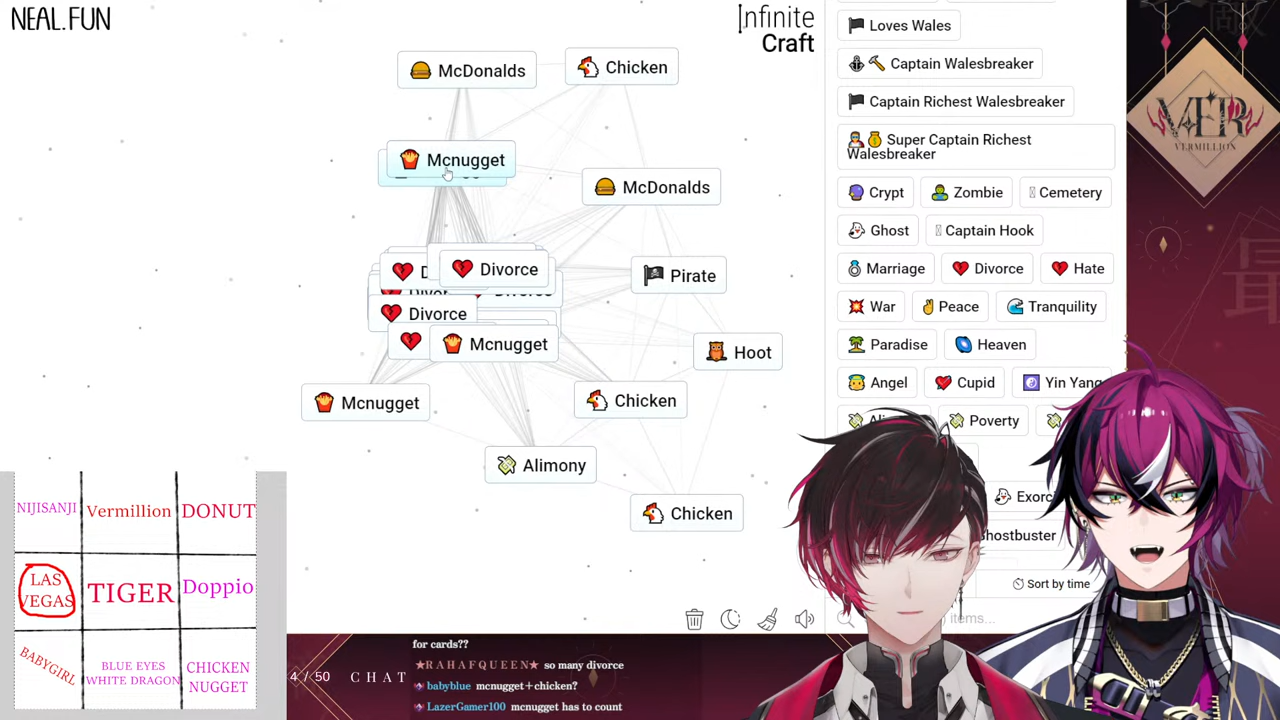 NEAL.FUN
Infinite
Craft
McDonalds
Chicken
Mcnugget
McDonalds
Divorce
Pirate
Divorce
Mcnugget
Hoot
Mcnugget
Chicken
Alimony
Chicken
Loves Wales
Captain Walesbreaker
Captain Richest Walesbreaker
Super Captain Richest
Walesbreaker
Crypt Zombie Cemetery
Ghost Captain Hook
Marriage Divorce Hate
War Peace Tranquility
Paradise Heaven
Angel Cupid Yin Yang
Poverty
Sort by time
items...
VER
VERMILLION
NIJISANJI Vermillion DONUT
LAS
VEGAS
TIGER
Doppio
BABYGIRL
BLUE EYES
WHITE DRAGON
CHICKEN
NUGGET
4 / 50 CHAT
for cards??
★RAHAFQUEEN★ so many divorce
babyblue mcnugget+chicken?
LazerGamer100 mcnugget has to count